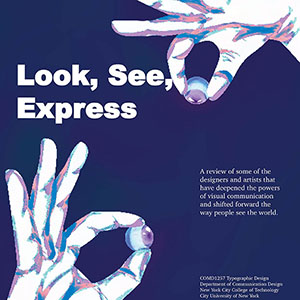 Look, See,
Express
A review of some of the
designers and artists that
have deepened the powers
of visual communication
and shifted forward the
way people see the world.
COMD1257 Typographic Design
Department of Communication Design
New York City College of Technology
City University of New York